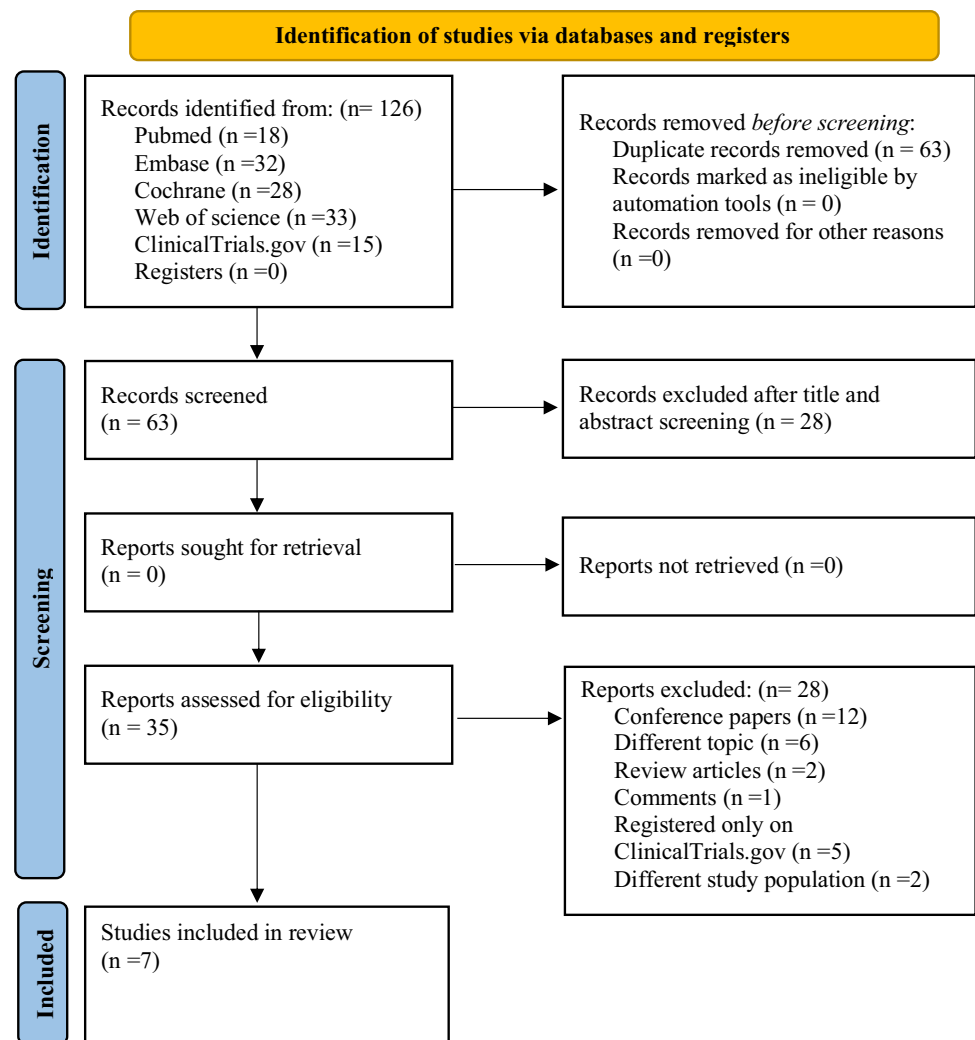 Identification of studies via databases and registers
Identification
Records identified from: (n= 126)
Pubmed (n =18)
Embase (n =32)
Cochrane (n =28)
Web of science (n =33)
ClinicalTrials.gov (n =15)
Registers (n =0)
Records removed before screening:
Duplicate records removed (n = 63)
Records marked as ineligible by
automation tools (n = 0)
Records removed for other reasons
(n =0)
Screening
Records screened
(n = 63)
Records excluded after title and
abstract screening (n = 28)
Reports sought for retrieval
(n = 0)
Reports not retrieved (n =0)
Reports assessed for eligibility
(n = 35)
Reports excluded: (n= 28)
Conference papers (n =12)
Different topic (n =6)
Review articles (n =2)
Comments (n =1)
Registered only on
ClinicalTrials.gov (n =5)
Different study population (n =2)
Included
Studies included in review
(n =7)